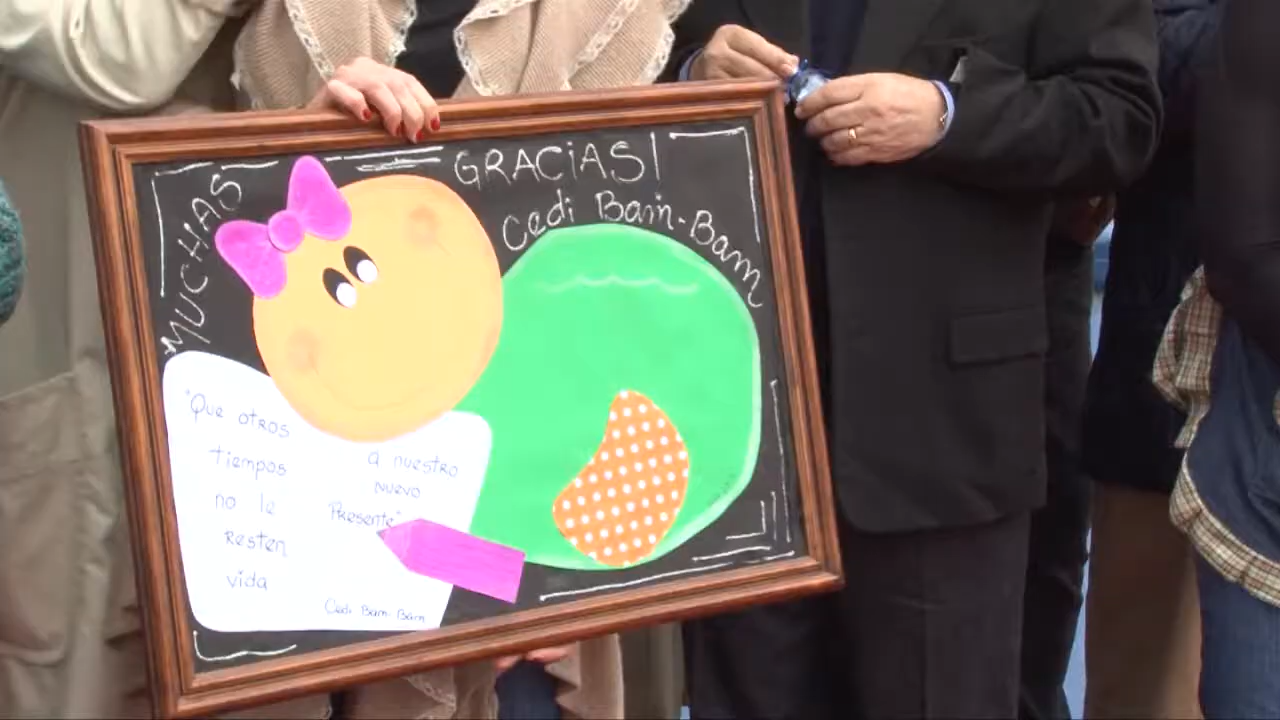 MUCHAS
GRACIAS!
Cedi Bam-Bam
"Que otros
tiempos
no le
Resten
vida
a nuestro
nuevo
Presente"
Cedi Bam-Bam